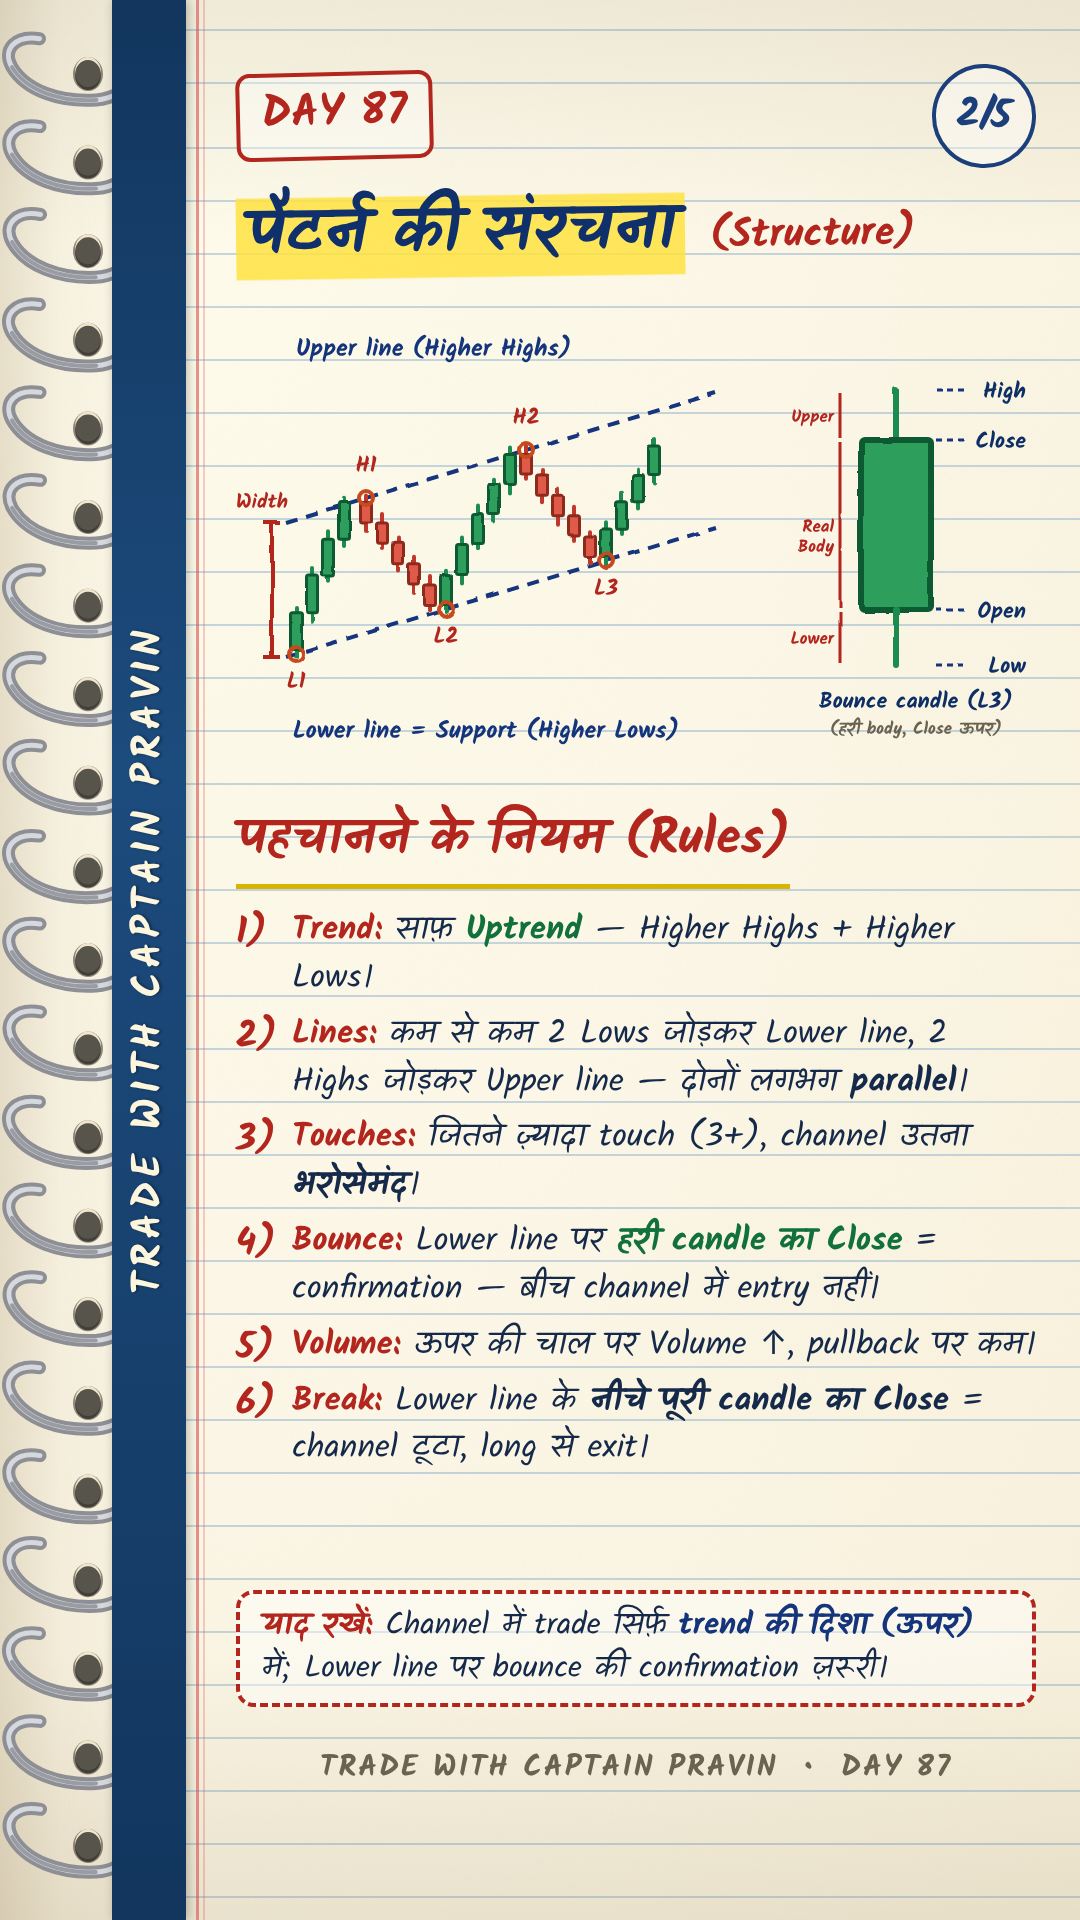 DAY 87
2/5
पैटर्न की संरचना (Structure)
Upper line (Higher Highs)
High
Upper
H2
Close
H1
Width
Real
Body
L3
Open
L2
Lower
Low
L1
Bounce candle (L3)
Lower line = Support (Higher Lows)
(हरी body, Close ऊपर)
TRADE WITH CAPTAIN PRAVIN
पहचानने के नियम (Rules)
1) Trend: साफ़ Uptrend — Higher Highs + Higher
Lows।
2) Lines: कम से कम 2 Lows जोड़कर Lower line, 2
Highs जोड़कर Upper line — दोनों लगभग parallel।
3) Touches: जितने ज़्यादा touch (3+), channel उतना
भरोसेमंद।
4) Bounce: Lower line पर हरी candle का Close =
confirmation — बीच channel में entry नहीं।
5) Volume: ऊपर की चाल पर Volume ↑, pullback पर कम।
6) Break: Lower line के नीचे पूरी candle का Close =
channel टूटा, long से exit।
याद रखें: Channel में trade सिर्फ़ trend की दिशा (ऊपर)
में; Lower line पर bounce की confirmation ज़रूरी।
TRADE WITH CAPTAIN PRAVIN · DAY 87